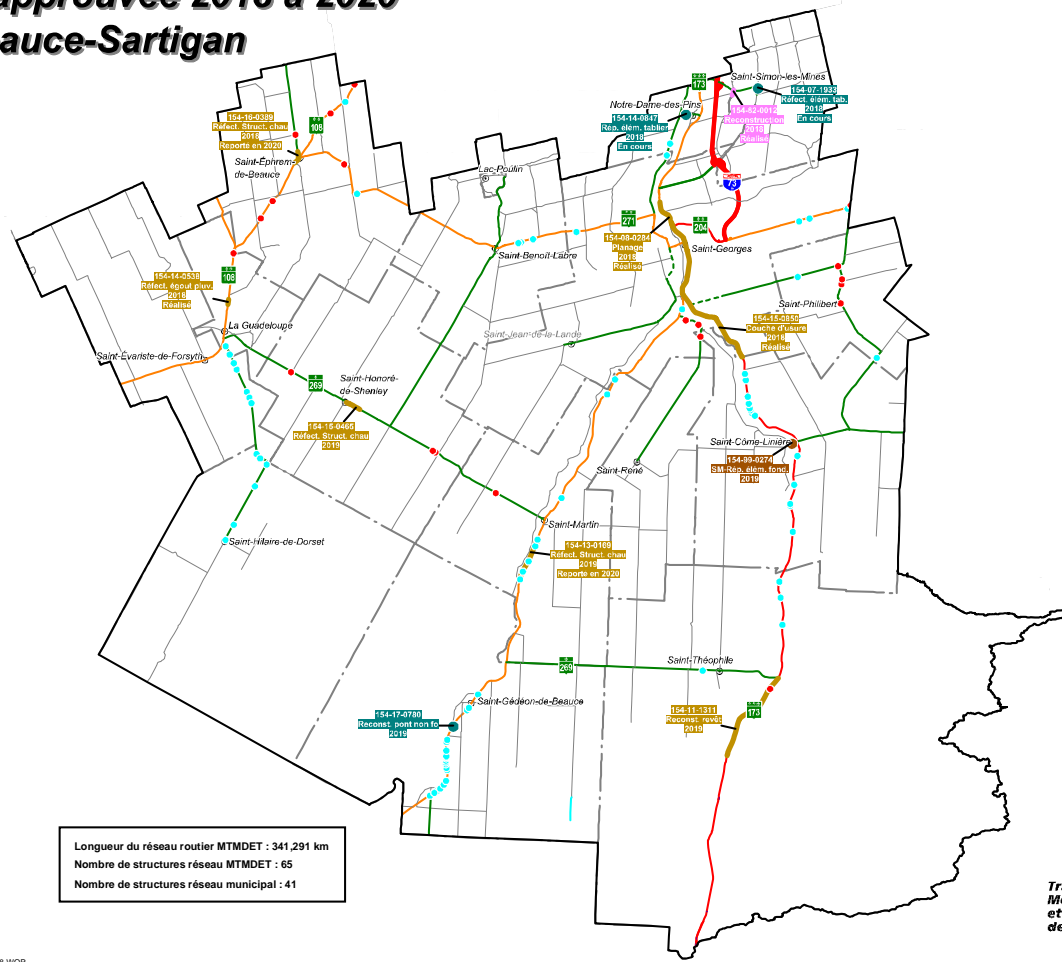 approuvée 2018 à 2020
auce-Sartigan
173
Saint-Simon-les-Mines
154-07-1933
Réfect. élém. tab.
2018
En cours
Notre-Dame-des-Pins
154-14-0847
Rép. élém. tablier
2018
En cours
154-82-0012
Reconstruction
2018
Réalisé
154-16-0389
Réfect. Struct. chau
2018
Reporté en 2020
108
Saint-Éphrem-
de-Beauce
Lac-Poulin
73
271
204
154-08-0284
Planage
2018
Réalisé
Saint-Georges
Saint-Benoît-Labre
108
154-14-0538
Réfect. égout pluv.
2018
Réalisé
Saint-Philibert
154-15-0850
Couche d'usure
2018
Réalisé
La Guadeloupe
Saint-Jean-de-la-Lande
Saint-Évariste-de-Forsyth
269
Saint-Honoré-
de-Shenley
154-15-0465
Réfect. Struct. chau
2019
Saint-Côme-Linière
154-99-0274
SM-Rép. élém. fond.
2019
Saint-René
Saint-Martin
Saint-Hilaire-de-Dorset
154-13-0169
Réfect. Struct. chau
2019
Reporté en 2020
269
Saint-Théophile
Saint-Gédéon-de-Beauce
154-17-0780
Reconst. pont non fo
2019
154-11-1311
Reconst. revêt
2019
173
Longueur du réseau routier MTMDET : 341,291 km
Nombre de structures réseau MTMDET : 65
Nombre de structures réseau municipal : 41
et